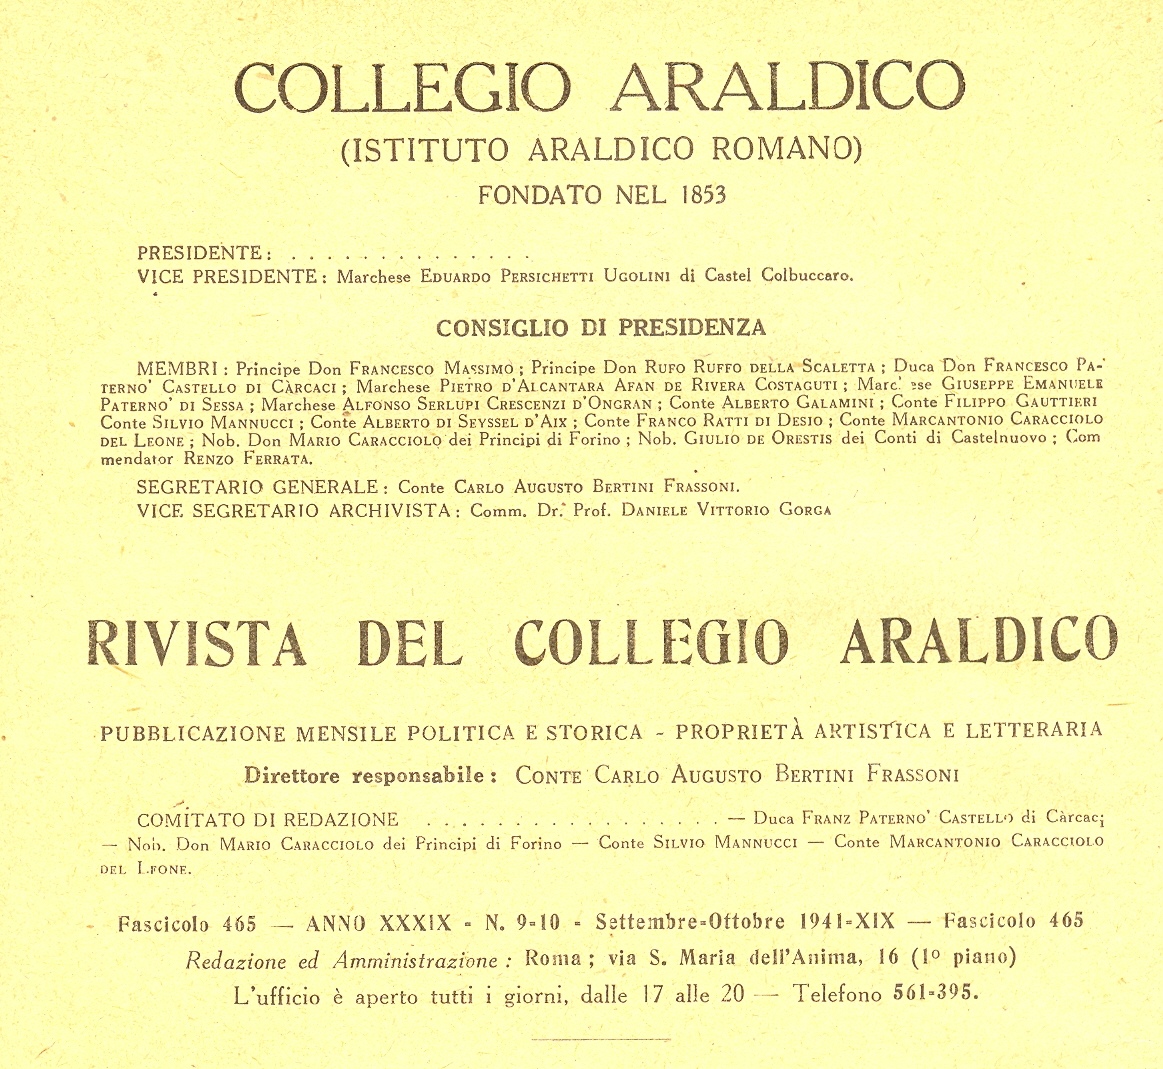 COLLEGIO ARALDICO
(ISTITUTO ARALDICO ROMANO)
FONDATO NEL 1853
PRESIDENTE: . . . . . . . . . . . . . .
VICE PRESIDENTE: Marchese EDUARDO PERSICHETTI UGOLINI di Castel Colbuccaro.
CONSIGLIO DI PRESIDENZA
MEMBRI: Principe Don FRANCESCO MASSIMO; Principe Don RUFO RUFFO DELLA SCALETTA; Duca Don FRANCESCO PA-
TERNO' CASTELLO DI CÀRCACI; Marchese PIETRO D'ALCANTARA AFAN DE RIVERA COSTAGUTI; GIUSEPPE EMANUELE
PATERNO' DI SESSA; Marchese ALFONSO SERLUPI CRESCENZI D'ONGRAN; Conte ALBERTO GALAMINI; Conte FILIPPO GAUTTIERI
Conte SILVIO MANNUCCI; Conte ALBERTO DI SEYSSEL D'AIX; Conte FRANCO RATTI DI DESIO; Conte MARCANTONIO CARACCIOLO
DEL LEONE; Nob. Don MARIO CARACCIOLO dei Principi di Forino; Nob. GIULIO DE ORESTIS dei Conti di Castelnuovo; Com
mendator RENZO FERRATA.
SEGRETARIO GENERALE: Conte CARLO AUGUSTO BERTINI FRASSONI.
VICE SEGRETARIO ARCHIVISTA: Comm. Dr. Prof. DANIELE VITTORIO GORGA
RIVISTA DEL COLLEGIO ARALDICO
PUBBLICAZIONE MENSILE POLITICA E STORICA - PROPRIETÀ ARTISTICA E LETTERARIA
Direttore responsabile: CONTE CARLO AUGUSTO BERTINI FRASSONI
COMITATO DI REDAZIONE . . . . . . . . . . . . . . . . . — Duca FRANZ PATERNO' CASTELLO di Càrcaci
— Nob. Don MARIO CARACCIOLO dei Principi di Forino — Conte SILVIO MANNUCCI — Conte MARCANTONIO CARACCIOLO
DEL LEONE.
Fascicolo 465 — ANNO XXXIX - N. 9-10 - Settembre-Ottobre 1941-XIX — Fascicolo 465
Redazione ed Amministrazione: Roma; via S. Maria dell'Anima, 16 (1º piano)
L'ufficio è aperto tutti i giorni, dalle 17 alle 20 — Telefono 561-395.